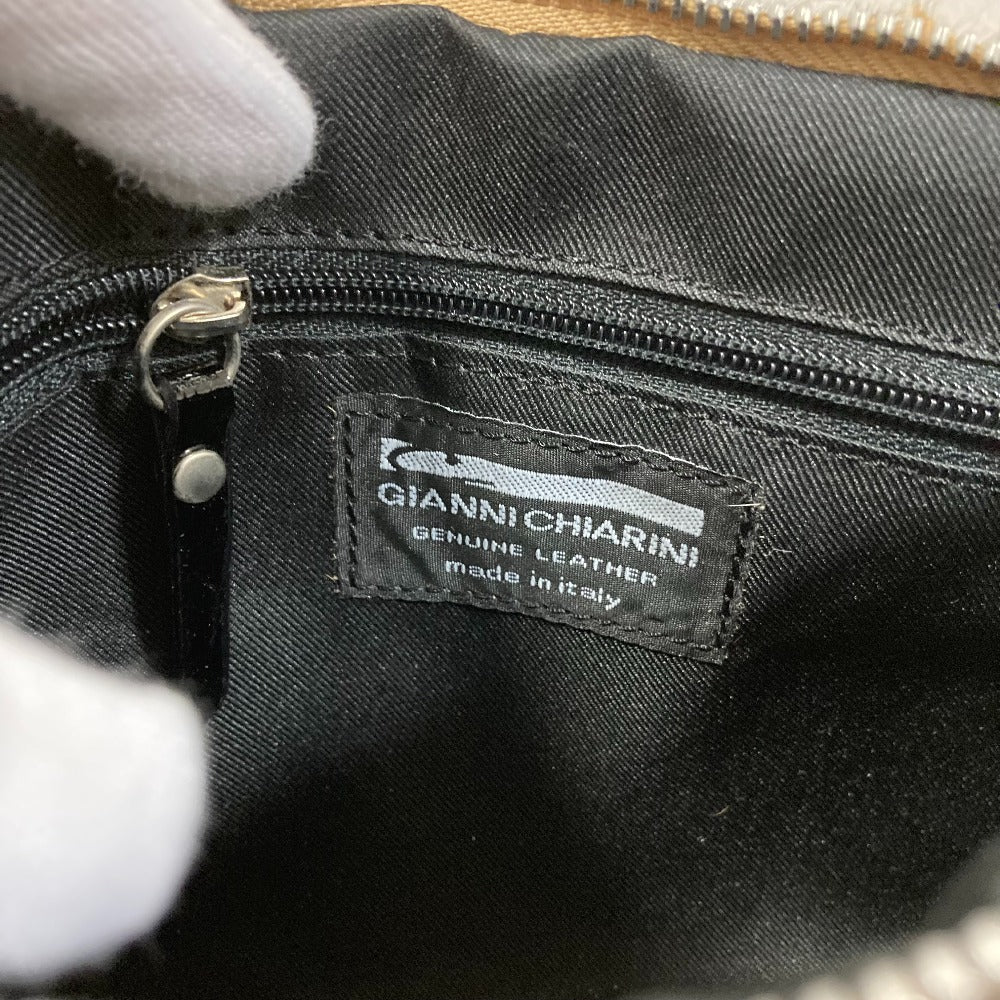 GIANNI CHIARINI
GENUINE LEATHER
made in italy